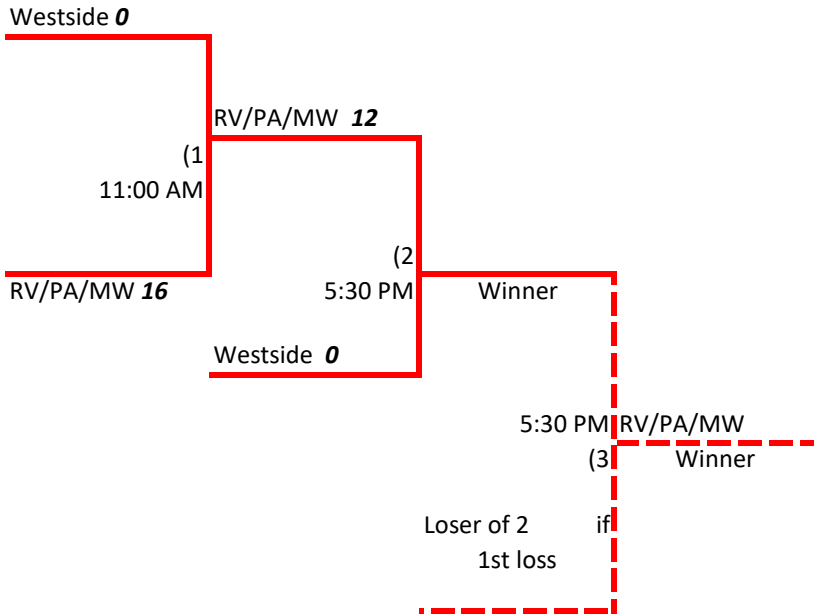 Westside 0
RV/PA/MW 12
(1
11:00 AM
(2
RV/PA/MW 16
5:30 PM
Winner
Westside 0
5:30 PM
RV/PA/MW
(3
Winner
Loser of 2 if
1st loss